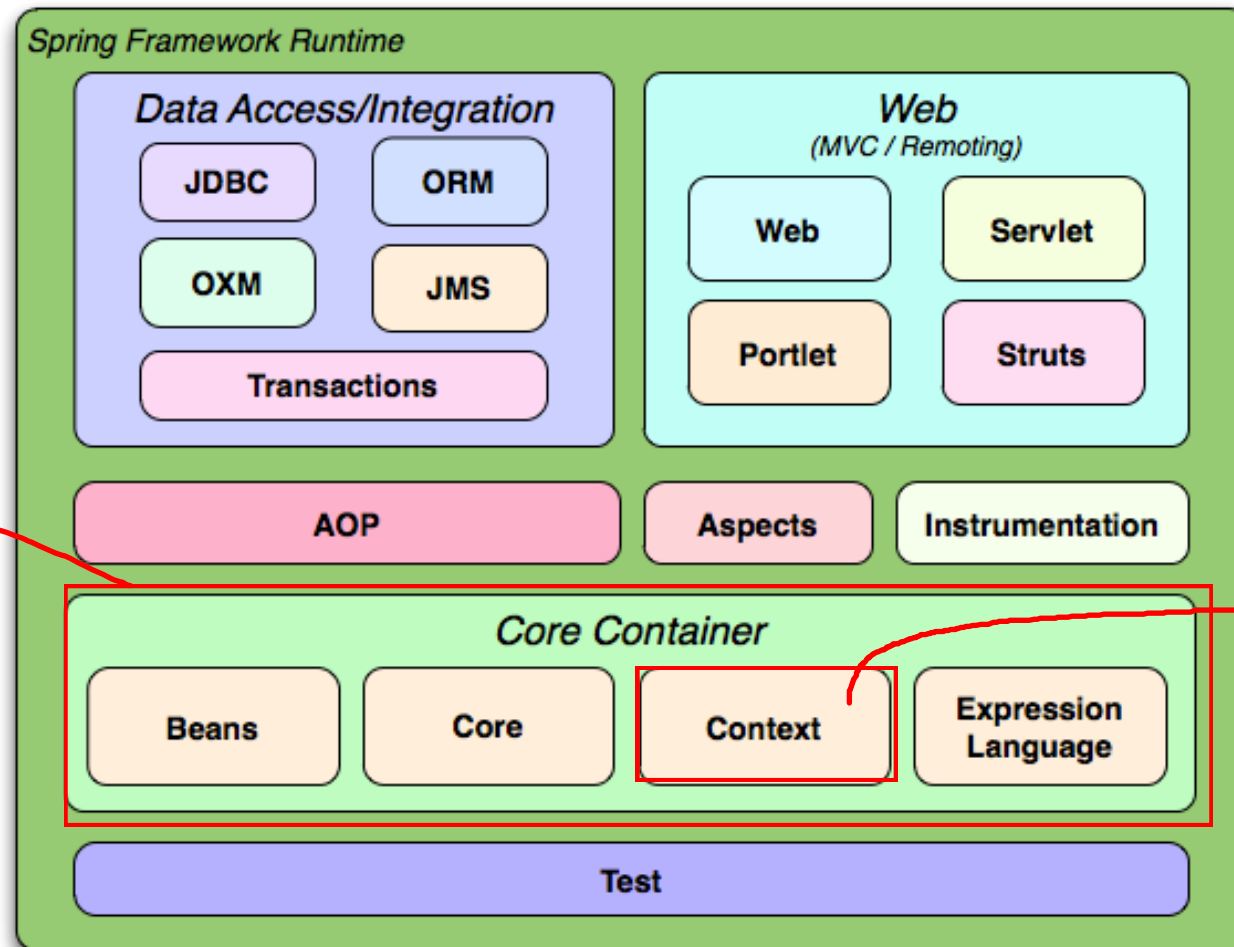 Spring Framework Runtime
Data Access/Integration
JDBC
ORM
OXM
JMS
Transactions
Web
(MVC / Remoting)
Web
Servlet
Portlet
Struts
AOP
Aspects
Instrumentation
Core Container
Beans
Core
Context
Expression
Language
Test